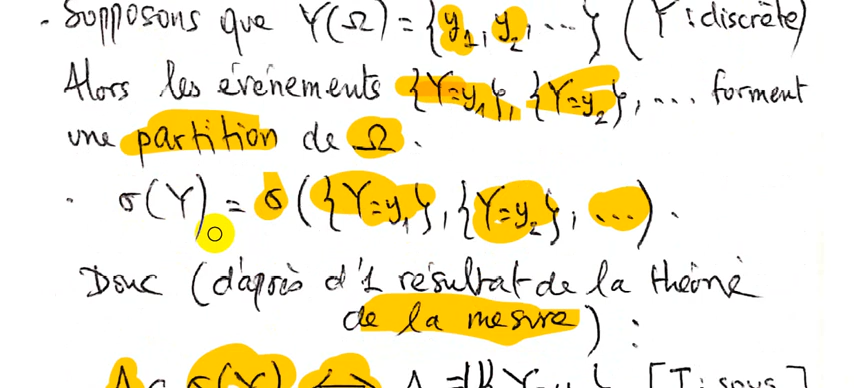 . Supposons que Y(Ω) = {y₁, y₂, ...} (Y : discrète)
Alors les événements {Y=y₁}, {Y=y₂}, ... forment
une partition de Ω.
. σ(Y) = σ({Y=y₁}, {Y=y₂}, ...).
Donc (d'après d'1 résultat de la théorie
de la mesure) :